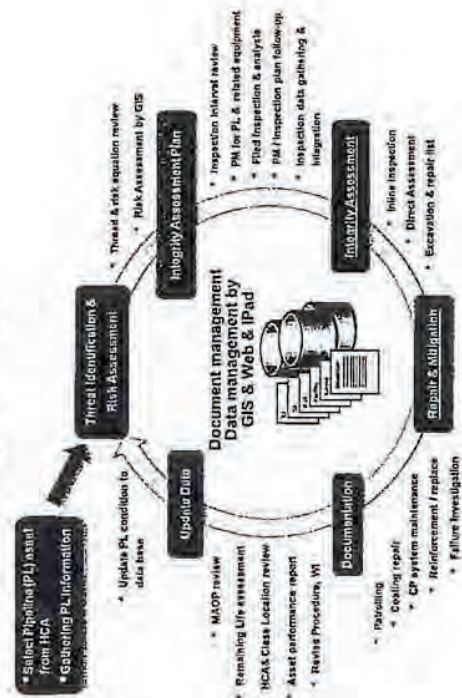 • Select Pipeline (PL) asset
from HCA
• Gathering PL Information
Threat Identification &
Risk Assessment
• Thread & risk equation review
• Risk Assessment by GIS
Integrity Assessment Plan
• Inspection interval review
• PM for PL & related equipment
• Filed inspection & analysis
• PM / Inspection plan follow-up
• Inspection data gathering &
integration
Integrity Assessment
• Inline inspection
• Direct Assessment
• Excavation & repair list
Repair & Mitigation
• Patrolling
• Coating repair
• CP system maintenance
• Reinforcement / replace
• Failure Investigation
Documentation
• MAOP review
• Remaining Life assessment
HCA& Class Location review
Asset performance report
• Revise Procedure, WI
Update Data
• Update PL condition to
data base
Document management
Data management by
GIS & Web & iPad